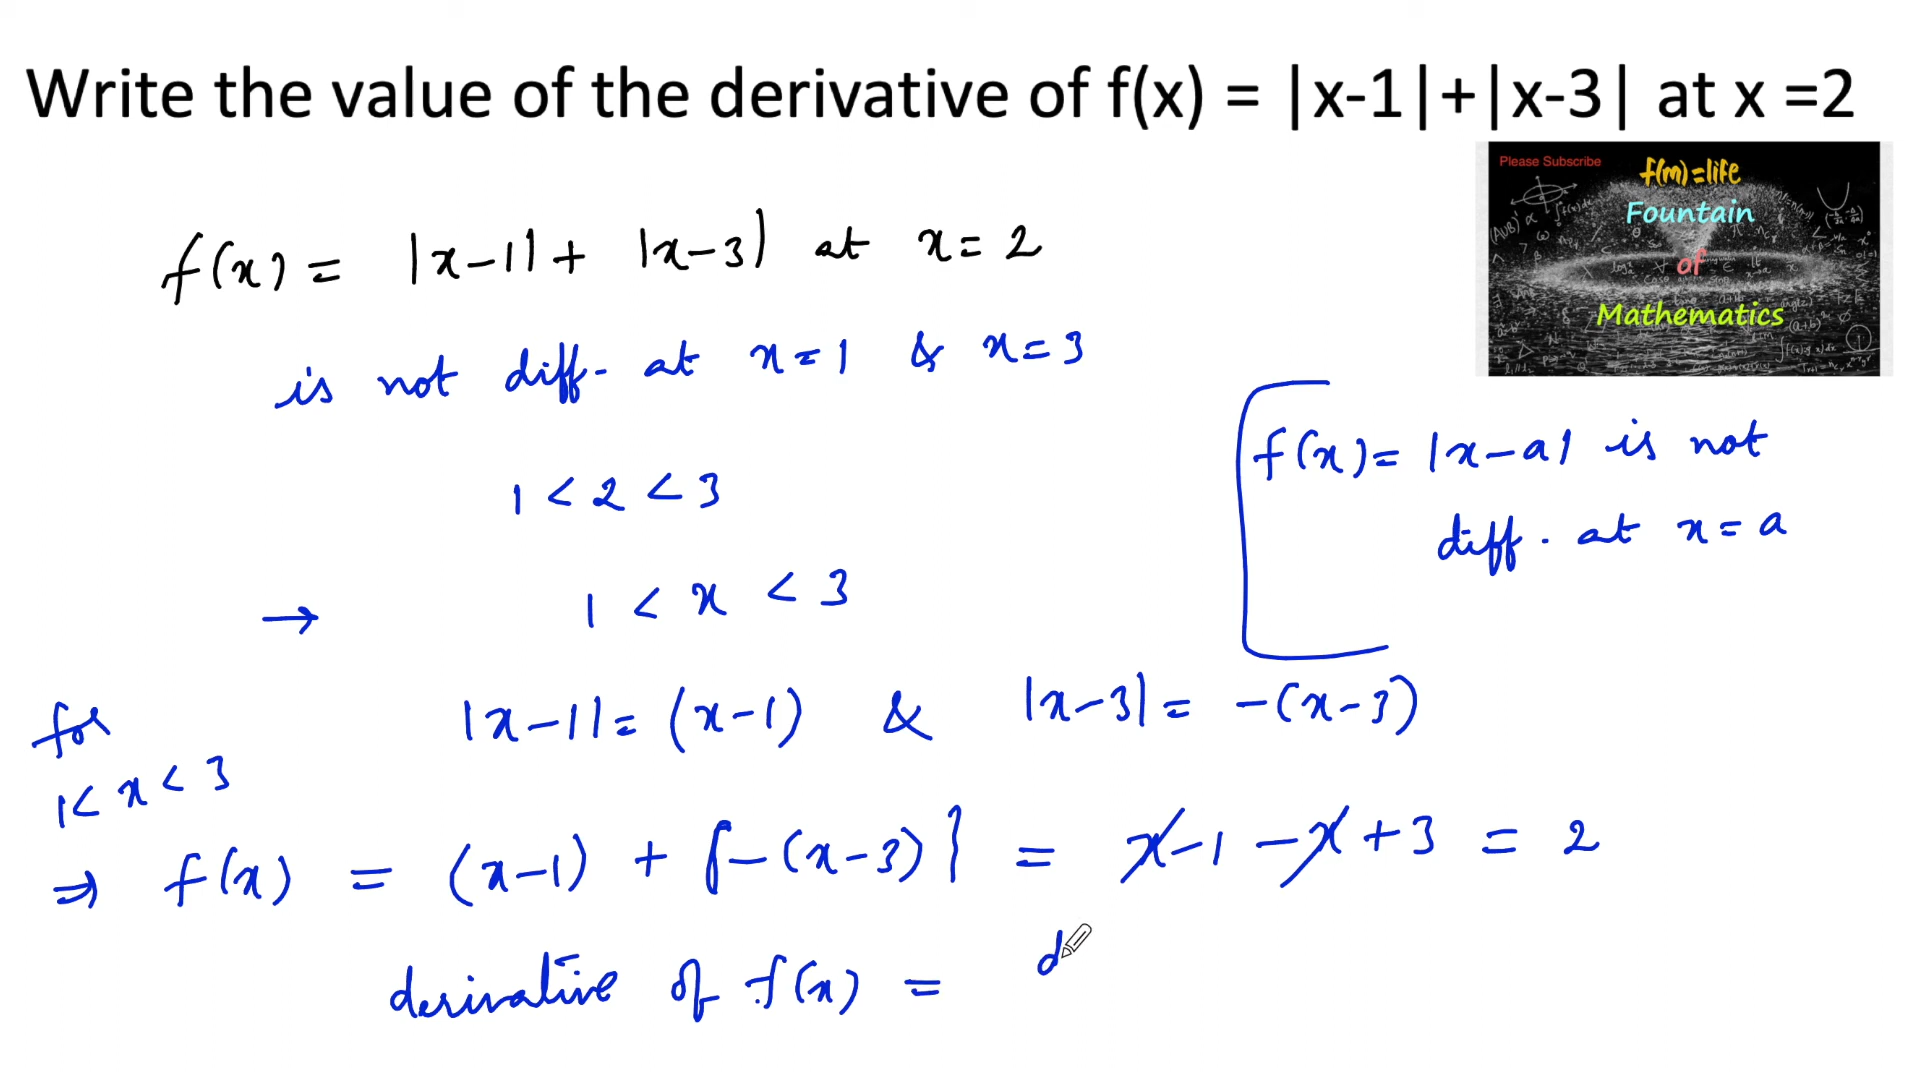 Write the value of the derivative of f(x) = |x-1|+|x-3| at x =2
Please Subscribe
f(m)=life
Fountain
of
Mathematics
f(x) = |x-1| + |x-3| at x = 2
is not diff. at x = 1 & x = 3
1 < 2 < 3
→ 1 < x < 3
f(x) = |x-a| is not
diff. at x = a
for
1 < x < 3
|x-1| = (x-1) & |x-3| = -(x-3)
⇒ f(x) = (x-1) + {-(x-3)} = x-1 -x+3 = 2
derivative of f(x) = d